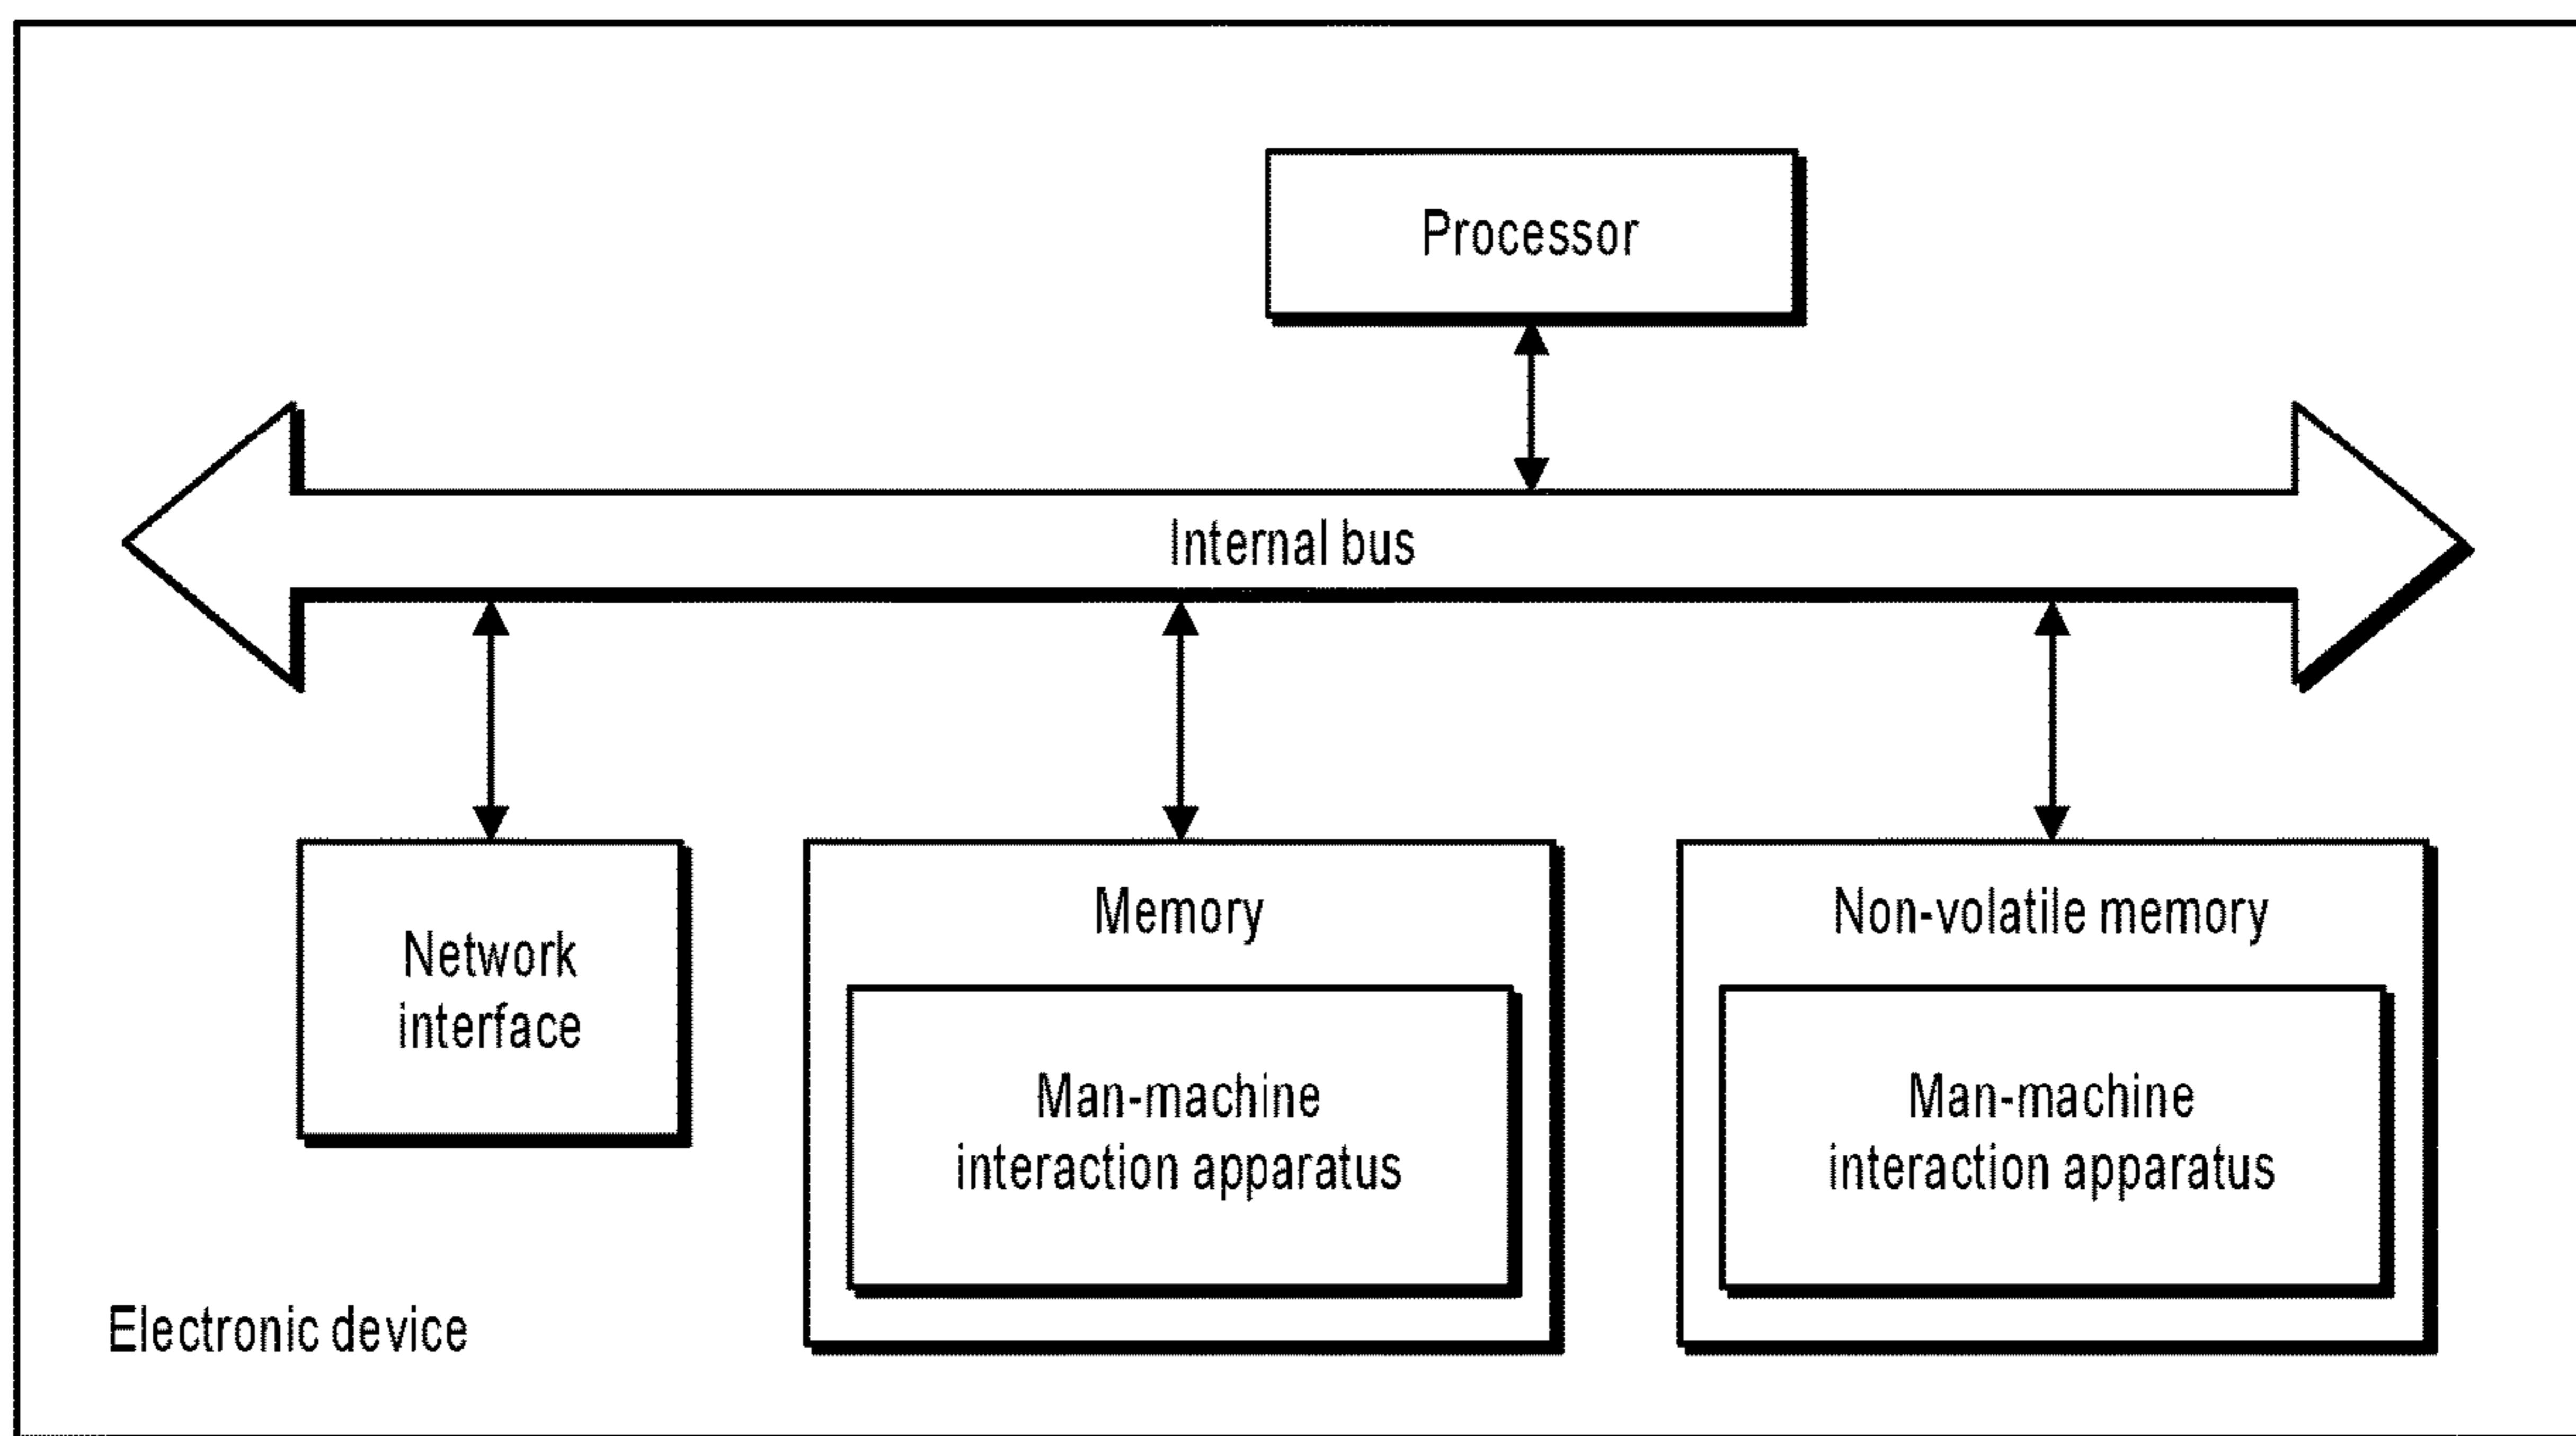 Processor
Internal bus
Network
interface
Memory
Man-machine
interaction apparatus
Non-volatile memory
Man-machine
interaction apparatus
Electronic device